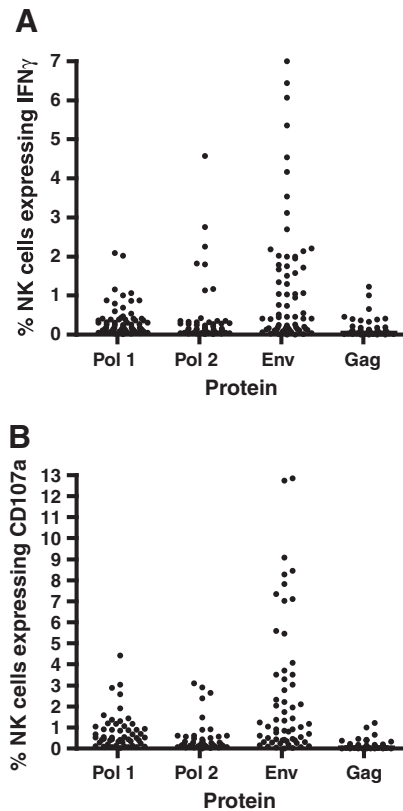 A
% NK cells expressing IFNγ
7
6
5
4
3
2
1
0
Pol 1 Pol 2 Env Gag
Protein
B
% NK cells expressing CD107a
13
12
11
10
9
8
7
6
5
4
3
2
1
0
Pol 1 Pol 2 Env Gag
Protein